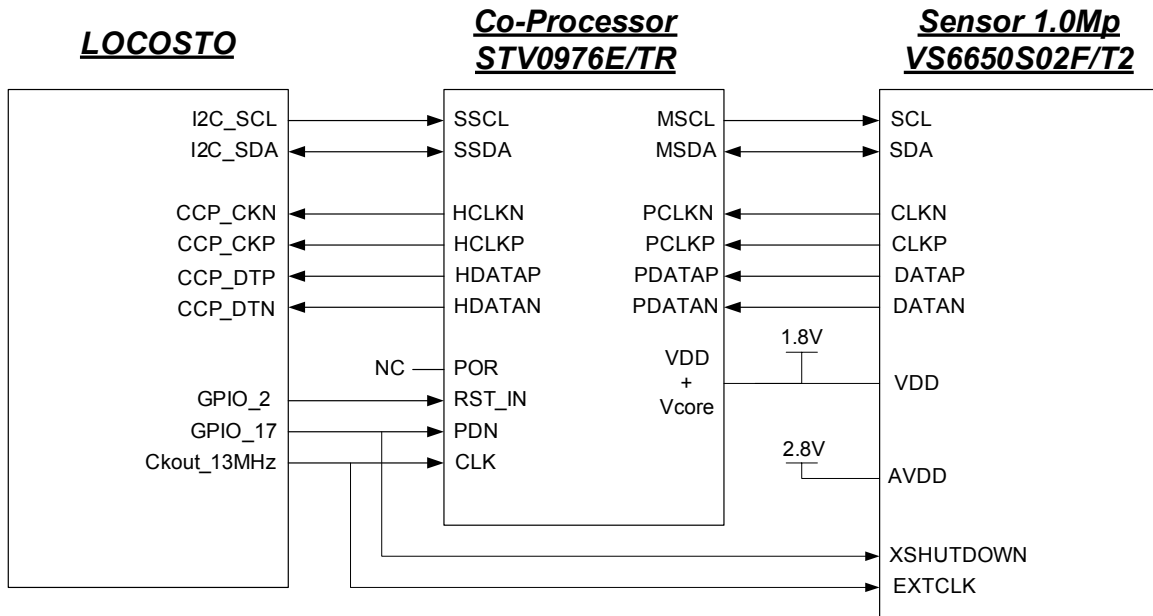 LOCOSTO
Co-Processor
STV0976E/TR
Sensor 1.0Mp
VS6650S02F/T2
I2C_SCL SSCL MSCL SCL
I2C_SDA SSDA MSDA SDA
CCP_CKN HCLKN PCLKN CLKN
CCP_CKP HCLKP PCLKP CLKP
CCP_DTP HDATAP PDATAP DATAP
CCP_DTN HDATAN PDATAN DATAN
1.8V
NC POR
VDD
+
Vcore
VDD
GPIO_2 RST_IN
GPIO_17 PDN
Ckout_13MHz CLK
2.8V
AVDD
XSHUTDOWN
EXTCLK